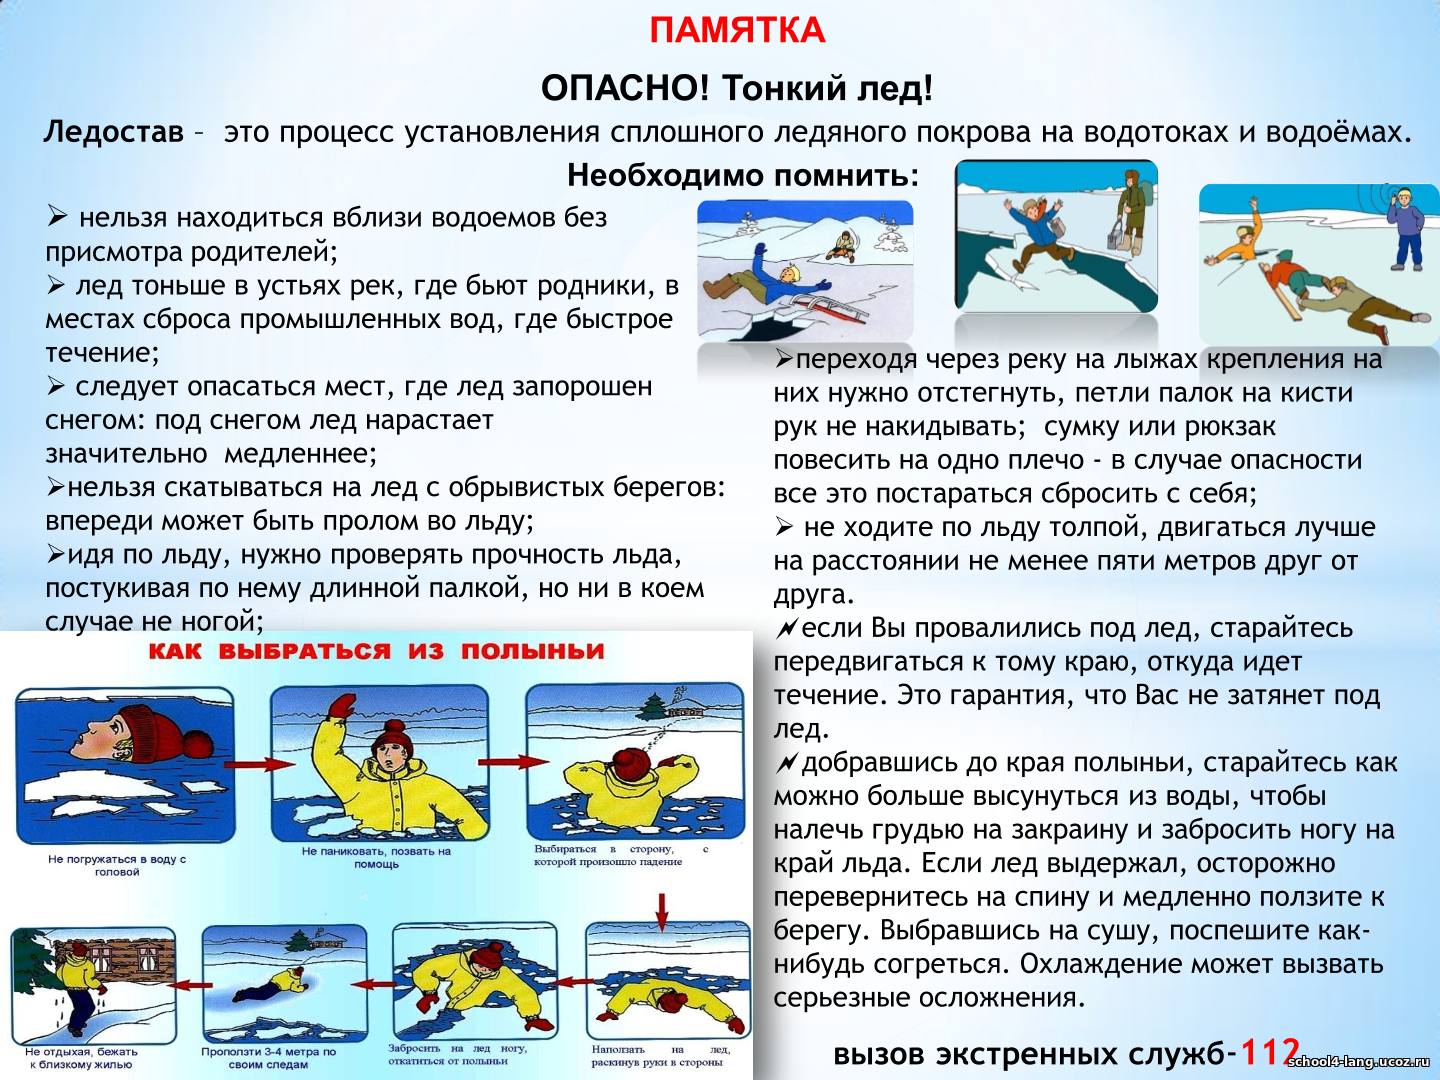 ПАМЯТКА
ОПАСНО! Тонкий лед!
Ледостав – это процесс установления сплошного ледяного покрова на водотоках и водоёмах.
Необходимо помнить:
➢ нельзя находиться вблизи водоемов без
присмотра родителей;
➢ лед тоньше в устьях рек, где бьют родники, в
местах сброса промышленных вод, где быстрое
течение;
➢ следует опасаться мест, где лед запорошен
снегом: под снегом лед нарастает
значительно медленнее;
➢нельзя скатываться на лед с обрывистых берегов:
впереди может быть пролом во льду;
➢идя по льду, нужно проверять прочность льда,
постукивая по нему длинной палкой, но ни в коем
случае не ногой;
➢переходя через реку на лыжах крепления на
них нужно отстегнуть, петли палок на кисти
рук не накидывать; сумку или рюкзак
повесить на одно плечо - в случае опасности
все это постараться сбросить с себя;
➢ не ходите по льду толпой, двигаться лучше
на расстоянии не менее пяти метров друг от
друга.
если Вы провалились под лед, старайтесь
передвигаться к тому краю, откуда идет
течение. Это гарантия, что Вас не затянет под
лед.
добравшись до края полыньи, старайтесь как
можно больше высунуться из воды, чтобы
налечь грудью на закраину и забросить ногу на
край льда. Если лед выдержал, осторожно
перевернитесь на спину и медленно ползите к
берегу. Выбравшись на сушу, поспешите как-
нибудь согреться. Охлаждение может вызвать
серьезные осложнения.
КАК ВЫБРАТЬСЯ ИЗ ПОЛЫНЬИ
Не погружаться в воду с
головой
Не паниковать, позвать на
помощь
Выбираться в сторону, с
которой произошло падение
Наползать на лед,
раскинув руки в стороны
Забросить на лед ногу,
откатиться от полыньи
Проползти 3-4 метра по
своим следам
Не отдыхая, бежать
к близкому жилью
вызов экстренных служб-112
school4-lang.ucoz.ru